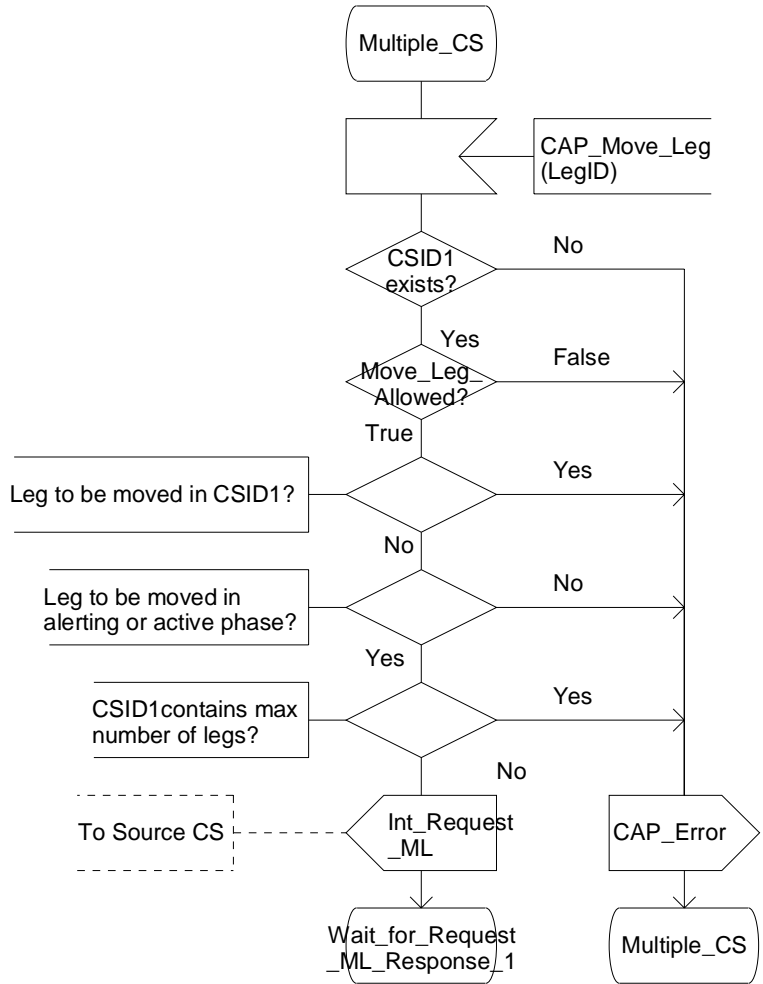 Multiple_CS
CAP_Move_Leg
(LegID)
CSID1
exists?
No
Yes
Move_Leg_
Allowed?
False
True
Leg to be moved in CSID1?
Yes
No
Leg to be moved in
alerting or active phase?
No
Yes
CSID1contains max
number of legs?
Yes
No
To Source CS
Int_Request
_ML
CAP_Error
Wait_for_Request
_ML_Response_1
Multiple_CS